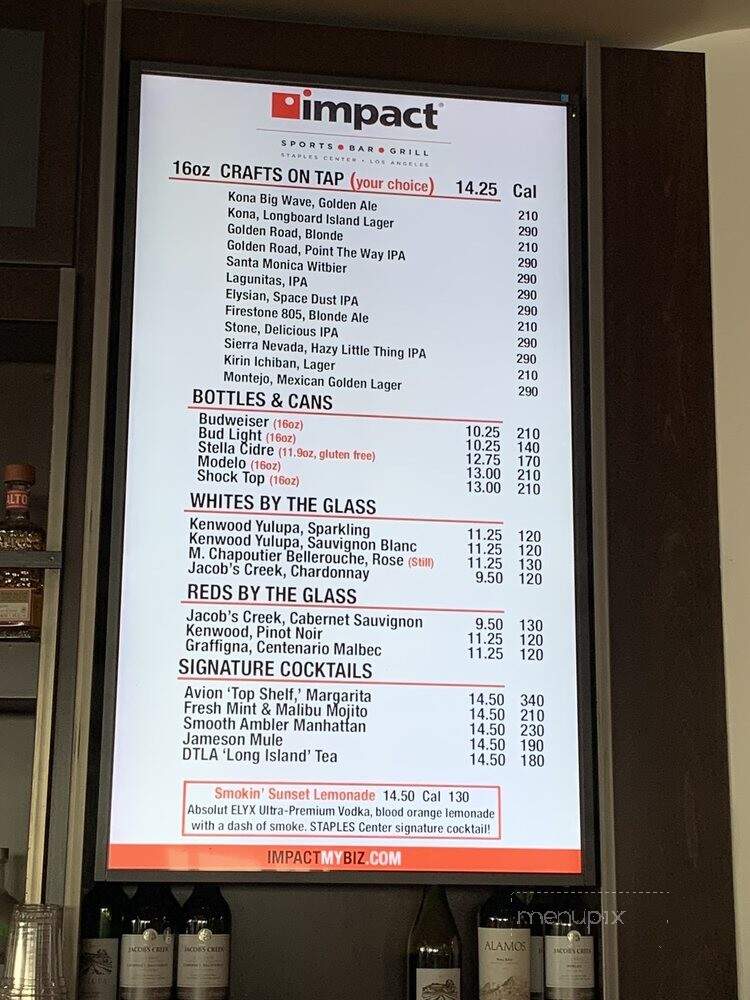 impact
SPORTS BAR GRILL
STAPLES CENTER • LOS ANGELES
16oz CRAFTS ON TAP (your choice) 14.25 Cal
Kona Big Wave, Golden Ale 210
Kona, Longboard Island Lager 290
Golden Road, Blonde 210
Golden Road, Point The Way IPA 290
Santa Monica Witbier 290
Lagunitas, IPA 290
Elysian, Space Dust IPA 290
Firestone 805, Blonde Ale 210
Stone, Delicious IPA 290
Sierra Nevada, Hazy Little Thing IPA 290
Kirin Ichiban, Lager 210
Montejo, Mexican Golden Lager 290
BOTTLES & CANS
Budweiser (16oz) 10.25 210
Bud Light (16oz) 10.25 140
Stella Cidre (11.9oz, gluten free) 12.75 170
Modelo (16oz) 13.00 210
Shock Top (16oz) 13.00 210
WHITES BY THE GLASS
Kenwood Yulupa, Sparkling 11.25 120
Kenwood Yulupa, Sauvignon Blanc 11.25 120
M. Chapoutier Bellerouche, Rose (Still) 11.25 130
Jacob's Creek, Chardonnay 9.50 120
REDS BY THE GLASS
Jacob's Creek, Cabernet Sauvignon 9.50 130
Kenwood, Pinot Noir 11.25 120
Graffigna, Centenario Malbec 11.25 120
SIGNATURE COCKTAILS
Avion 'Top Shelf,' Margarita 14.50 340
Fresh Mint & Malibu Mojito 14.50 210
Smooth Ambler Manhattan 14.50 230
Jameson Mule 14.50 190
DTLA 'Long Island' Tea 14.50 180
Smokin' Sunset Lemonade 14.50 Cal 130
Absolut ELYX Ultra-Premium Vodka, blood orange lemonade
with a dash of smoke. STAPLES Center signature cocktail!
IMPACTMYBIZ.COM
ALTO
menupix
JACOB'S CREEK
JACOB'S CREEK
ALAMOS
JACOB'S CREEK